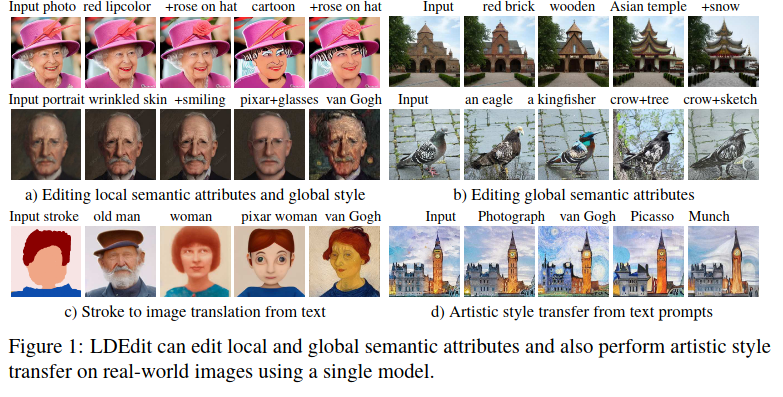 Input photo red lipcolor +rose on hat cartoon +rose on hat
Input red brick wooden Asian temple +snow
Input portrait wrinkled skin +smiling pixar+glasses van Gogh
Input an eagle a kingfisher crow+tree crow+sketch
a) Editing local semantic attributes and global style
b) Editing global semantic attributes
Input stroke old man woman pixar woman van Gogh
Input Photograph van Gogh Picasso Munch
c) Stroke to image translation from text
d) Artistic style transfer from text prompts
Figure 1: LDEdit can edit local and global semantic attributes and also perform artistic style
transfer on real-world images using a single model.